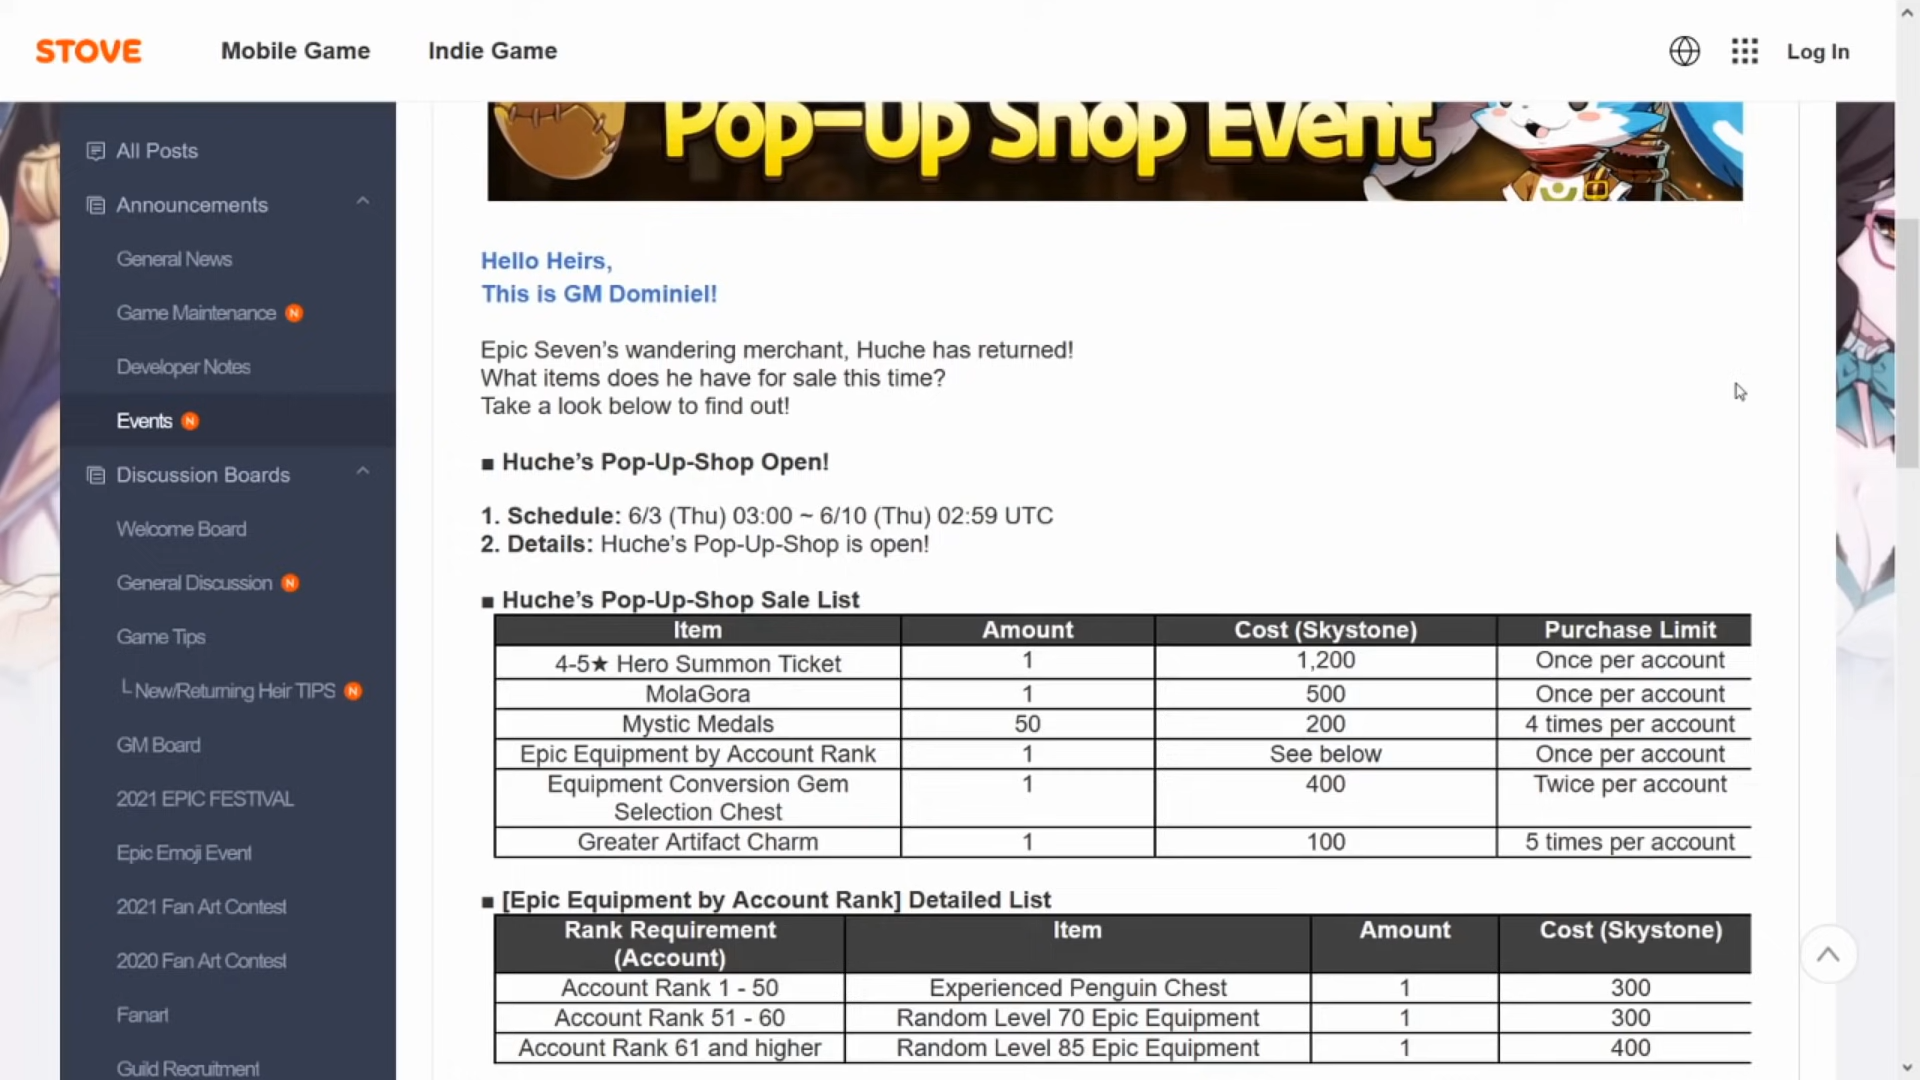 STOVE
Mobile Game
Indie Game
Log In
All Posts
Announcements
General News
Game Maintenance N
Developer Notes
Events N
Discussion Boards
Welcome Board
General Discussion N
Game Tips
└ New/Returning Heir TIPS N
GM Board
2021 EPIC FESTIVAL
Epic Emoji Event
2021 Fan Art Contest
2020 Fan Art Contest
Fanart
Guild Recruitment
Pop-Up Shop Event
Hello Heirs,
This is GM Dominiel!
Epic Seven's wandering merchant, Huche has returned!
What items does he have for sale this time?
Take a look below to find out!
■ Huche's Pop-Up-Shop Open!
1. Schedule: 6/3 (Thu) 03:00 ~ 6/10 (Thu) 02:59 UTC
2. Details: Huche's Pop-Up-Shop is open!
■ Huche's Pop-Up-Shop Sale List
Item Amount Cost (Skystone) Purchase Limit
4-5★ Hero Summon Ticket 1 1,200 Once per account
MolaGora 1 500 Once per account
Mystic Medals 50 200 4 times per account
Epic Equipment by Account Rank 1 See below Once per account
Equipment Conversion Gem 1 400 Twice per account
Selection Chest
Greater Artifact Charm 1 100 5 times per account
■ [Epic Equipment by Account Rank] Detailed List
Rank Requirement Item Amount Cost (Skystone)
(Account)
Account Rank 1 - 50 Experienced Penguin Chest 1 300
Account Rank 51 - 60 Random Level 70 Epic Equipment 1 300
Account Rank 61 and higher Random Level 85 Epic Equipment 1 400